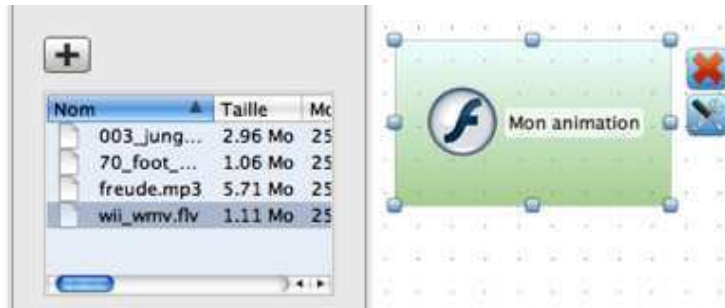 Nom Taille Mo
003_jung... 2.96 Mo 25
70_foot_... 1.06 Mo 25
freude.mp3 5.71 Mo 25
wii_wmv.flv 1.11 Mo 25
Mon animation